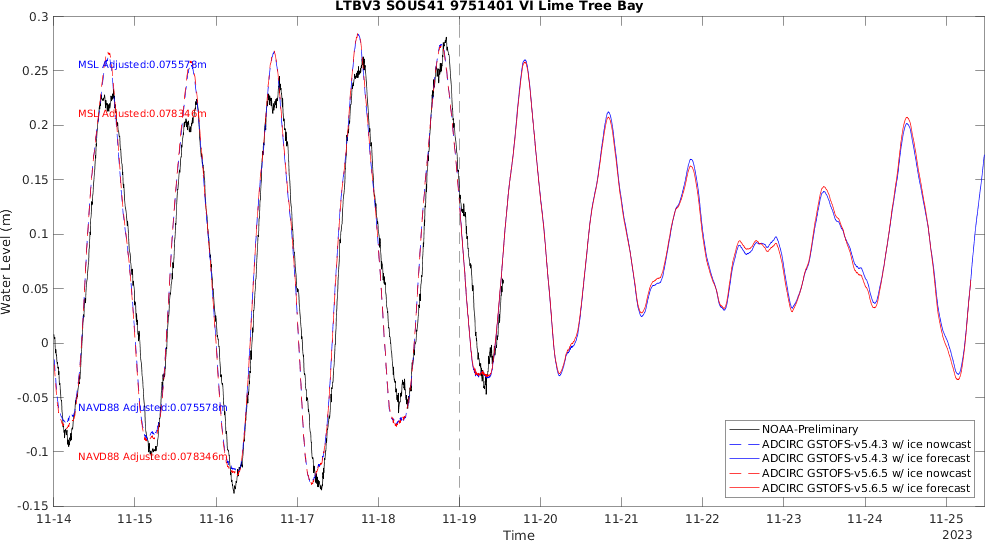 LTBV3 SOUS41 9751401 VI Lime Tree Bay
0.3
0.25
0.2
0.15
0.1
0.05
0
-0.05
-0.1
-0.15
Water Level (m)
MSL Adjusted:0.075578m
MSL Adjusted:0.078346m
NAVD88 Adjusted:0.075578m
NAVD88 Adjusted:0.078346m
NOAA-Preliminary
ADCIRC GSTOFS-v5.4.3 w/ ice nowcast
ADCIRC GSTOFS-v5.4.3 w/ ice forecast
ADCIRC GSTOFS-v5.6.5 w/ ice nowcast
ADCIRC GSTOFS-v5.6.5 w/ ice forecast
11-14 11-15 11-16 11-17 11-18 11-19 11-20 11-21 11-22 11-23 11-24 11-25
Time
2023